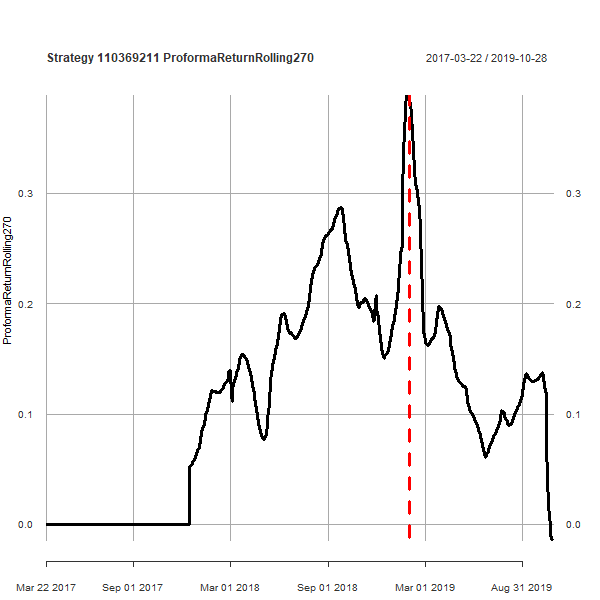 Strategy 110369211 ProformaReturnRolling270 2017-03-22 / 2019-10-28
ProformaReturnRolling270
0.3 0.3
0.2 0.2
0.1 0.1
0.0 0.0
Mar 22 2017 Sep 01 2017 Mar 01 2018 Sep 01 2018 Mar 01 2019 Aug 31 2019